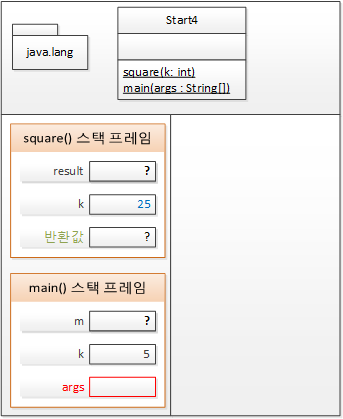 Start4
java.lang
square(k: int)
main(args : String[])
square() 스택 프레임
result ?
k 25
반환값 ?
main() 스택 프레임
m ?
k 5
args